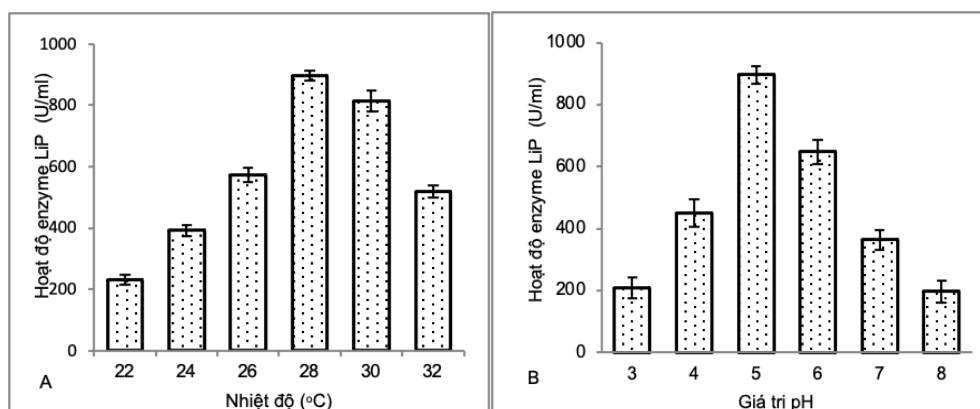 Hoạt độ enzyme LiP (U/ml)
1000
800
600
400
200
0
22 24 26 28 30 32
Nhiệt độ (°C)
A
Hoạt độ enzyme LiP (U/ml)
1000
800
600
400
200
0
3 4 5 6 7 8
Giá trị pH
B